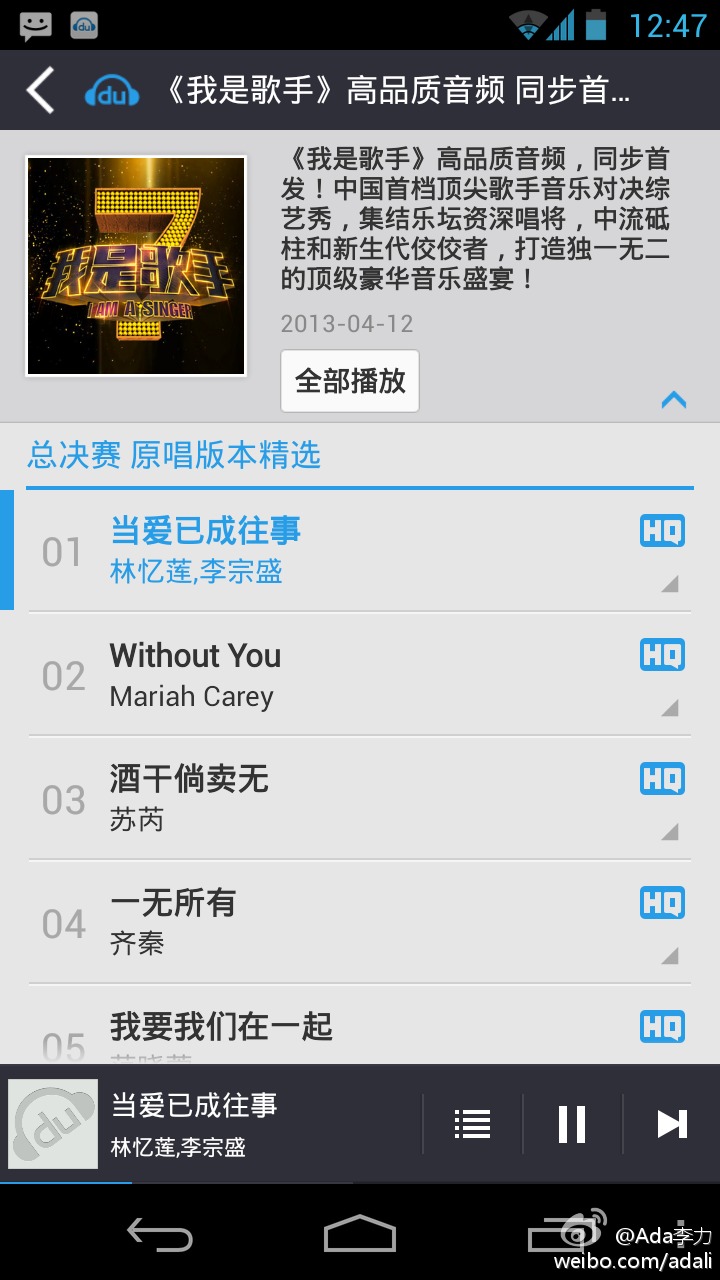 12:47
du
《我是歌手》高品质音频 同步首...
我是歌手
I AM A SINGER
《我是歌手》高品质音频，同步首
发！中国首档顶尖歌手音乐对决综
艺秀，集结乐坛资深唱将，中流砥
柱和新生代佼佼者，打造独一无二
的顶级豪华音乐盛宴！
2013-04-12
全部播放
总决赛 原唱版本精选
01
当爱已成往事
林忆莲,李宗盛
HQ
02
Without You
Mariah Carey
HQ
03
酒干倘卖无
苏芮
HQ
04
一无所有
齐秦
HQ
05
我要我们在一起
HQ
du
当爱已成往事
林忆莲,李宗盛
@Ada李力
weibo.com/adali